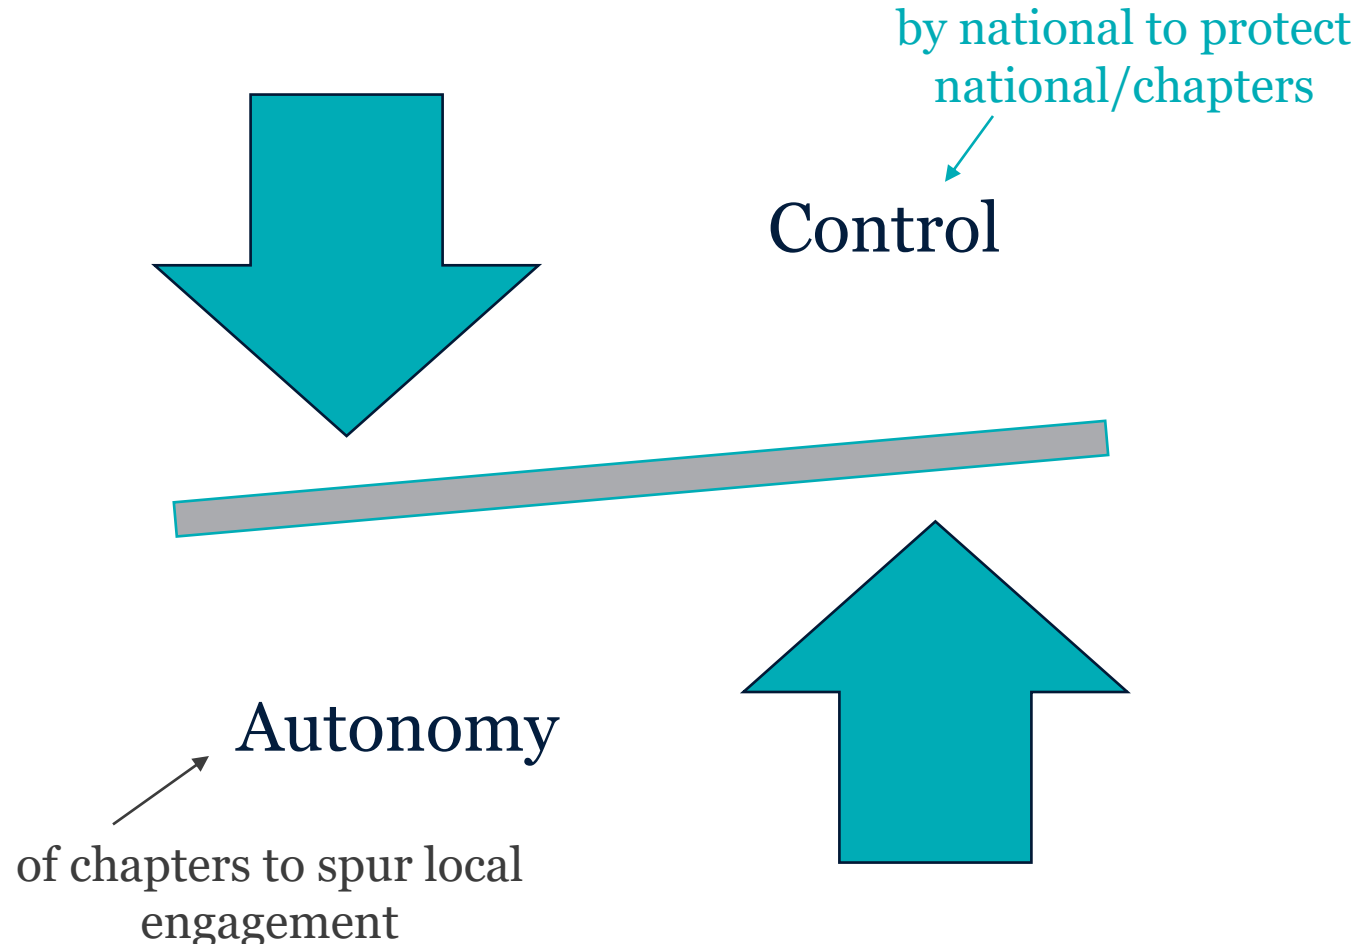 by national to protect
national/chapters
Control
Autonomy
of chapters to spur local
engagement